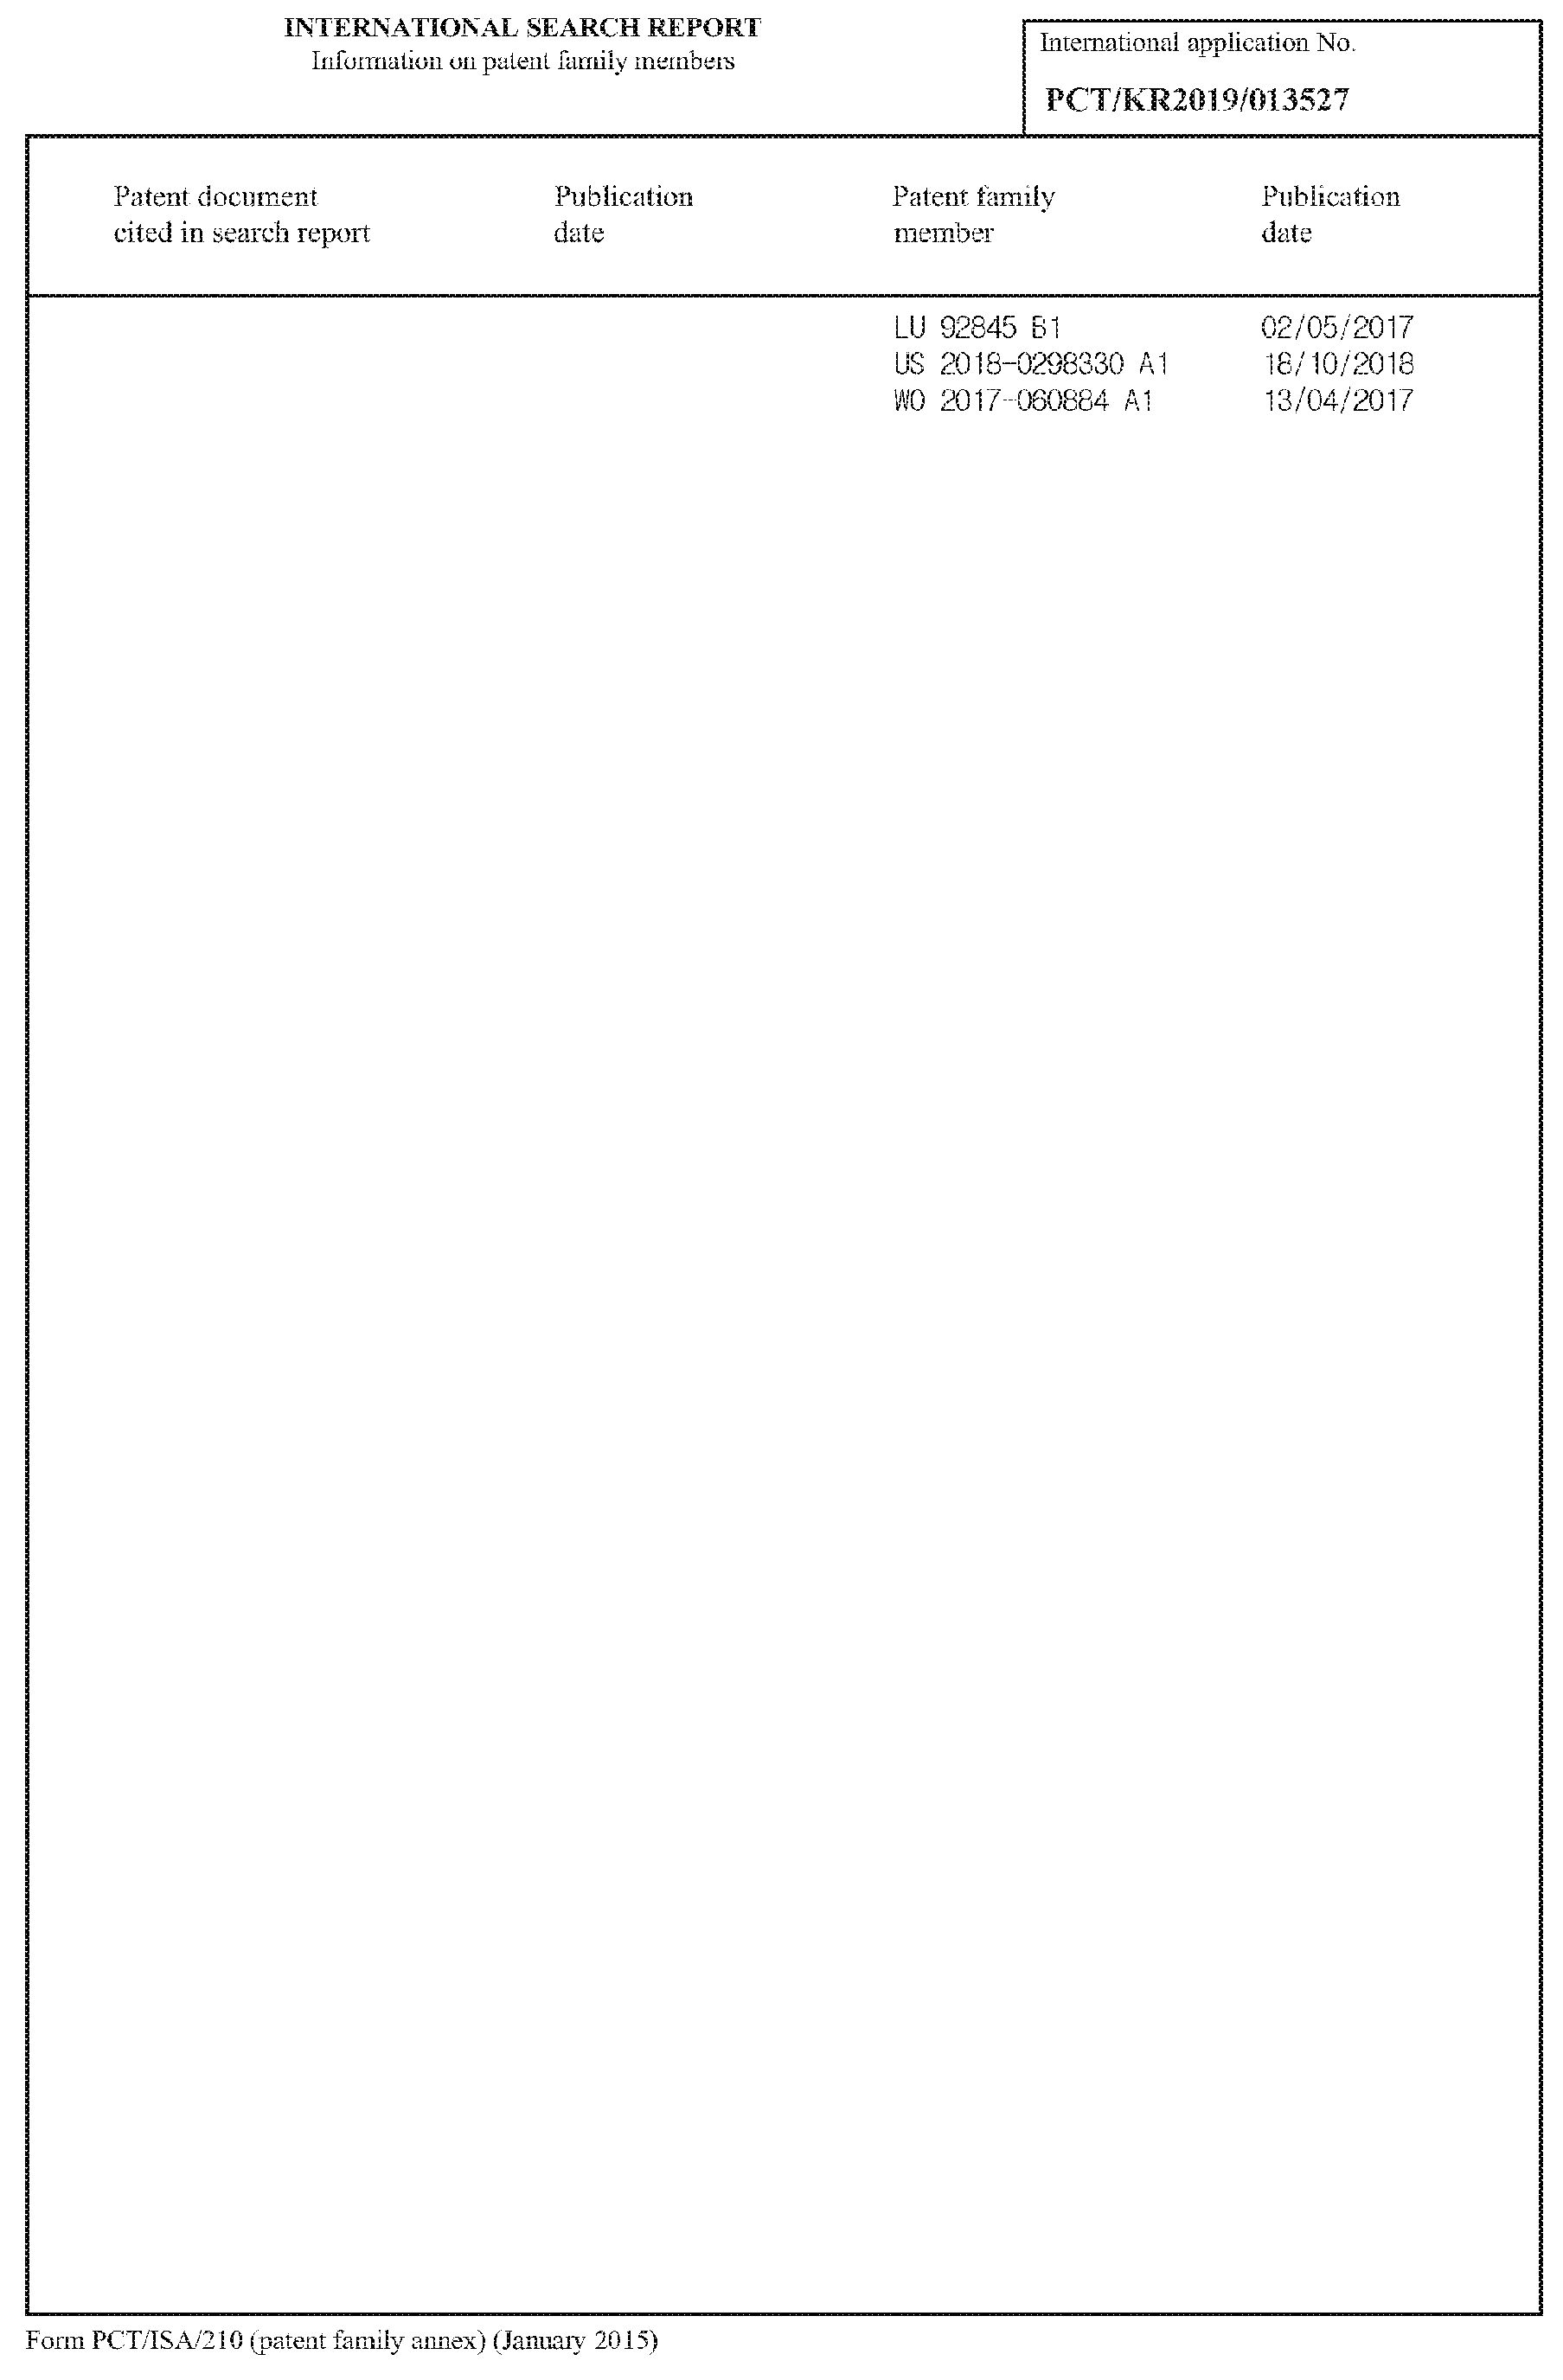 INTERNATIONAL SEARCH REPORT
Information on patent family members
International application No.
PCT/KR2019/013527
Patent document cited in search report
Publication date
Patent family member
Publication date
LU 92845 B1 02/05/2017
US 2018-0298330 A1 18/10/2018
WO 2017-060884 A1 13/04/2017
Form PCT/ISA/210 (patent family annex) (January 2015)